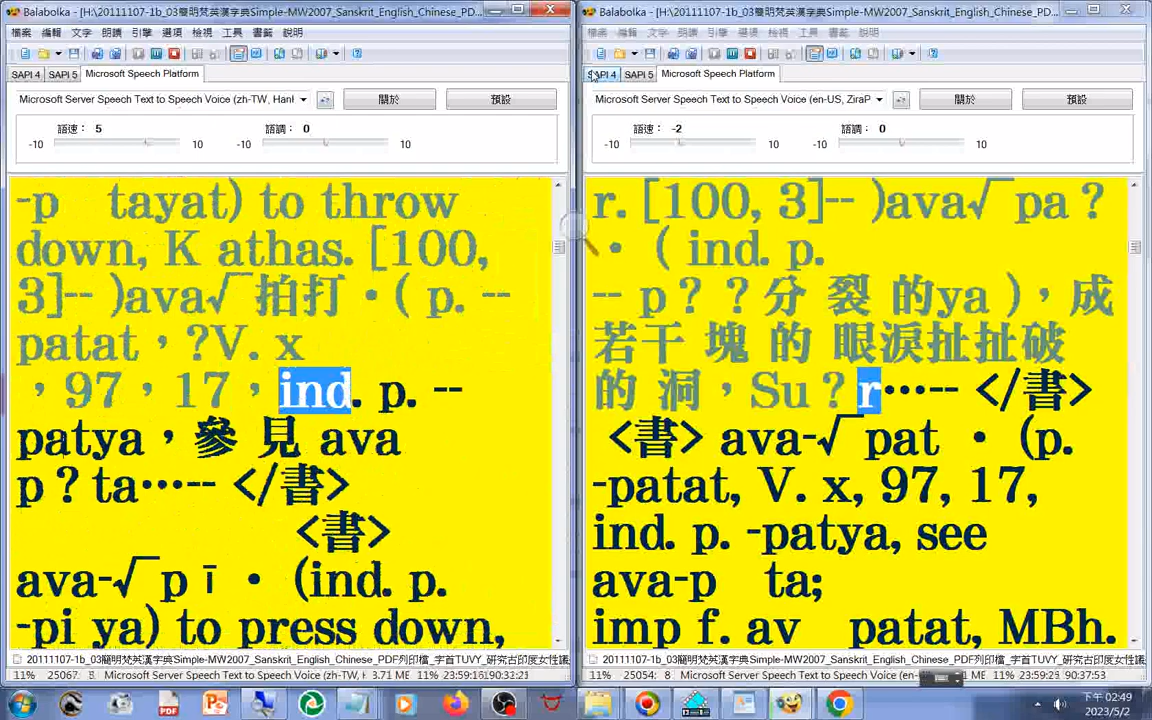 Balabolka - [H:\20111107-1b_03簡明梵英漢字典Simple-MW2007_Sanskrit_English_Chinese_PD...
檔案 編輯 文字 朗讀 引擎 選項 檢視 工具 書籤 說明
SAPI 4 SAPI 5 Microsoft Speech Platform
Microsoft Server Speech Text to Speech Voice (zh-TW, HanI
關於 預設
語速： 5 語調： 0
-10 10 -10 10
-p tayat) to throw
down, K athas. [100,
3]-- )ava√拍打‧( p. --
patat，?V. x
，97，17，ind. p. --
patya，參 見 ava
p？ta…-- </書>
<書>
ava-√p ī‧ (ind. p.
-pi ya) to press down,
20111107-1b_03簡明梵英漢字典Simple-MW2007_Sanskrit_English_Chinese_PDF列印檔_字首TUVY_研究古印度女性議
11% 25067: 8 Microsoft Server Speech Text to Speech Voice (zh-TW, H 3.71 ME 11% 23:59:16
Balabolka - [H:\20111107-1b_03簡明梵英漢字典Simple-MW2007_Sanskrit_English_Chinese_PD...
檔案 編輯 文字 朗讀 引擎 選項 檢視 工具 書籤 說明
SAPI 4 SAPI 5 Microsoft Speech Platform
Microsoft Server Speech Text to Speech Voice (en-US, ZiraP
關於 預設
語速： -2 語調： 0
-10 10 -10 10
r. [100, 3]-- )ava√pa？
‧ ( ind. p.
-- p？？分 裂 的ya )，成
若干 塊 的 眼淚扯扯破
的 洞，Su？r…-- </書>
<書> ava-√pat ‧ (p.
-patat, V. x, 97, 17,
ind. p. -patya, see
ava-p ta;
imp f. av patat, MBh.
20111107-1b_03簡明梵英漢字典Simple-MW2007_Sanskrit_English_Chinese_PDF列印檔_字首TUVY_研究古印度女性議
11% 25054: 8 Microsoft Server Speech Text to Speech Voice (en-
下午 02:49
2023/5/2